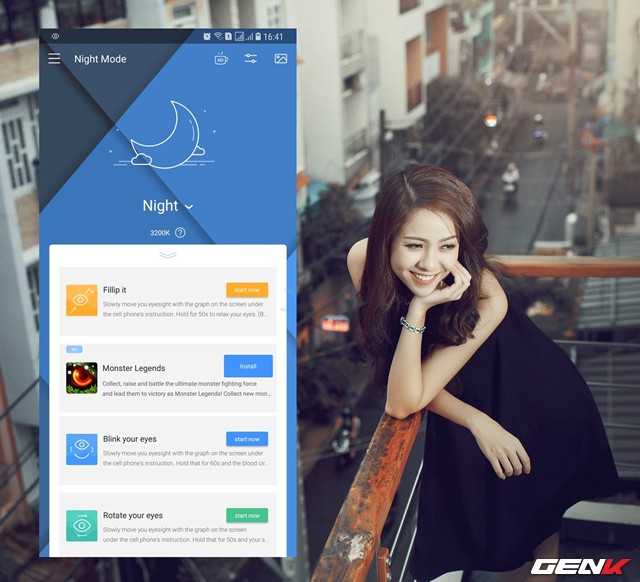 16:41
Night Mode
AD
Night
3200K ?
Fillip it
start now
Slowly move you eyesight with the graph on the screen under
the cell phone's instruction. Hold for 50s to relax your eyes. (B...
Monster Legends
Install
Collect, raise and battle the ultimate monster fighting force
and lead them to victory as Monster Legends! Collect new mon...
Blink your eyes
start now
Slowly move you eyesight with the graph on the screen under
the cell phone's instruction. Hold that for 60s and the blood cir...
Rotate your eyes
start now
Slowly move you eyesight with the graph on the screen
under the cell phone's instruction. Hold that for 50s and your s...
GENK